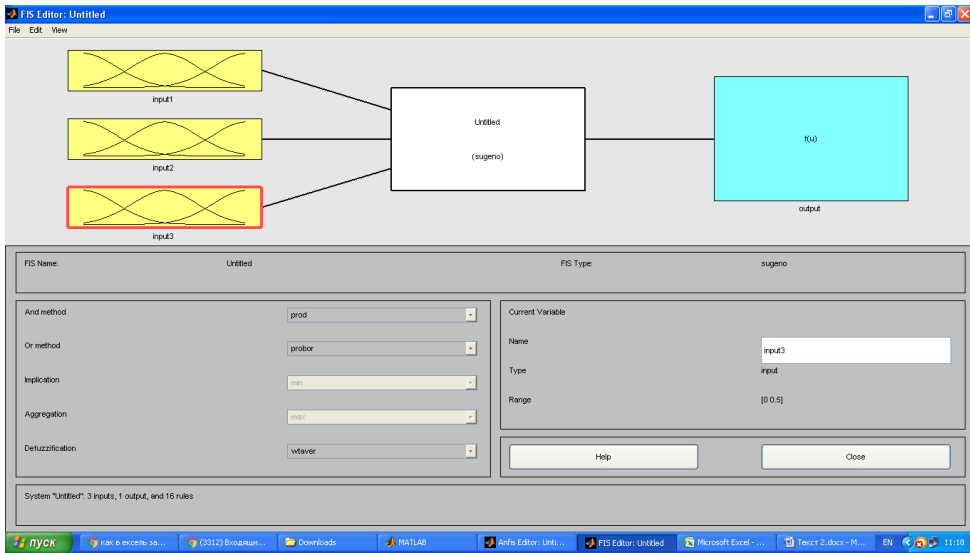 FIS Editor: Untitled
File Edit View
input1
input2
input3
Untitled
(sugeno)
f(u)
output
FIS Name: Untitled FIS Type: sugeno
And method prod
Or method probor
Implication min
Aggregation max
Defuzzification wtaver
Current Variable
Name input3
Type input
Range [0 0.5]
Help Close
System "Untitled": 3 inputs, 1 output, and 16 rules
пуск как в ексель за... (3312) Входящи... Downloads MATLAB Anfis Editor: Unti... FIS Editor: Untitled Microsoft Excel - ... Текст 2.docx - M... EN 11:18